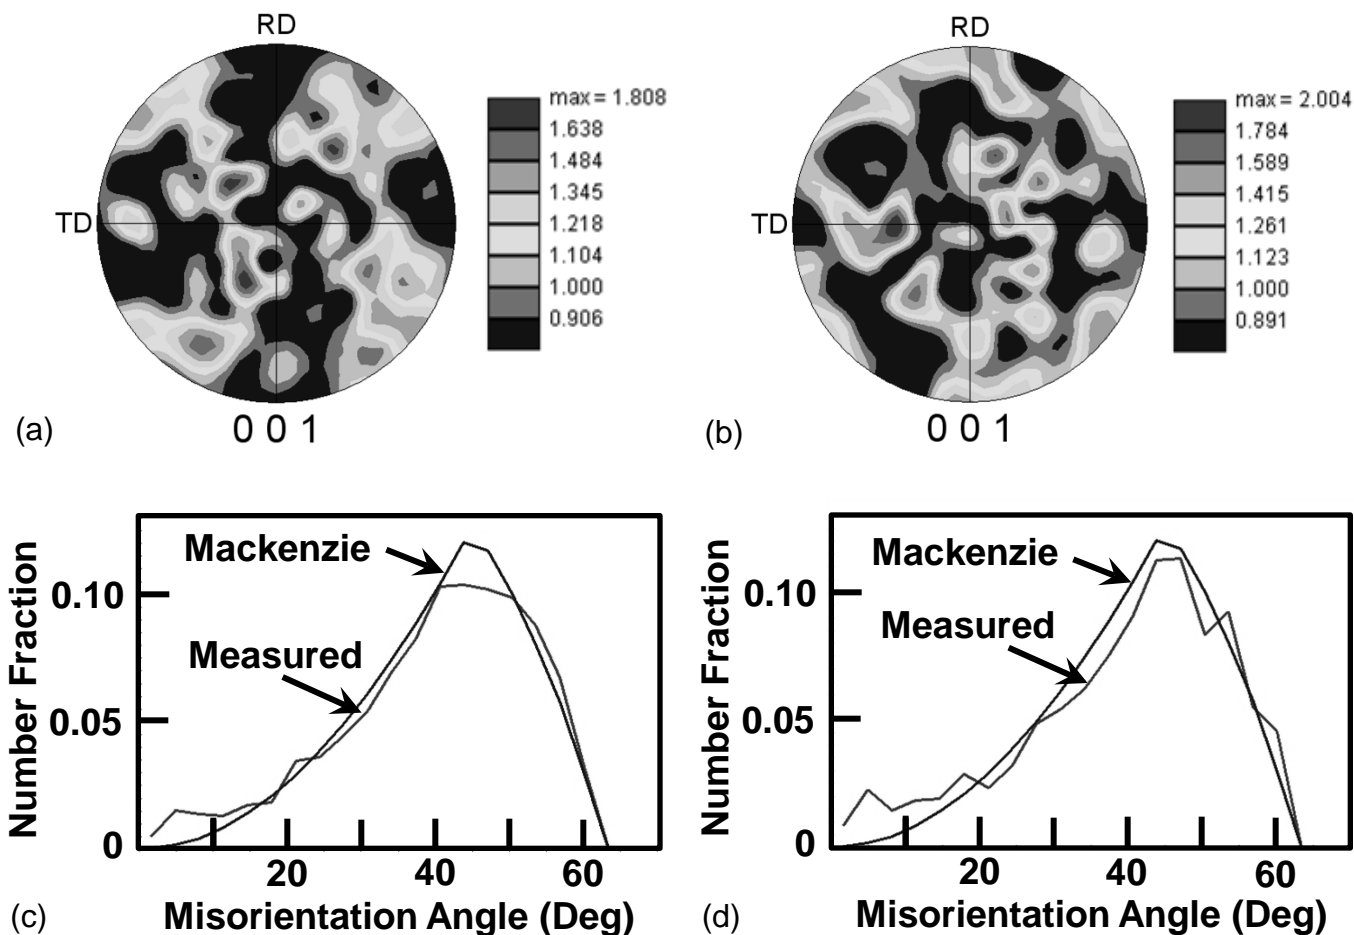 RD
TD
max = 1.808
1.638
1.484
1.345
1.218
1.104
1.000
0.906
(a)
0 0 1
RD
TD
max = 2.004
1.784
1.589
1.415
1.261
1.123
1.000
0.891
(b)
0 0 1
Number Fraction
0.10
0.05
0
Mackenzie
Measured
20
40
60
(c)
Misorientation Angle (Deg)
Number Fraction
0.10
0.05
0
Mackenzie
Measured
20
40
60
(d)
Misorientation Angle (Deg)